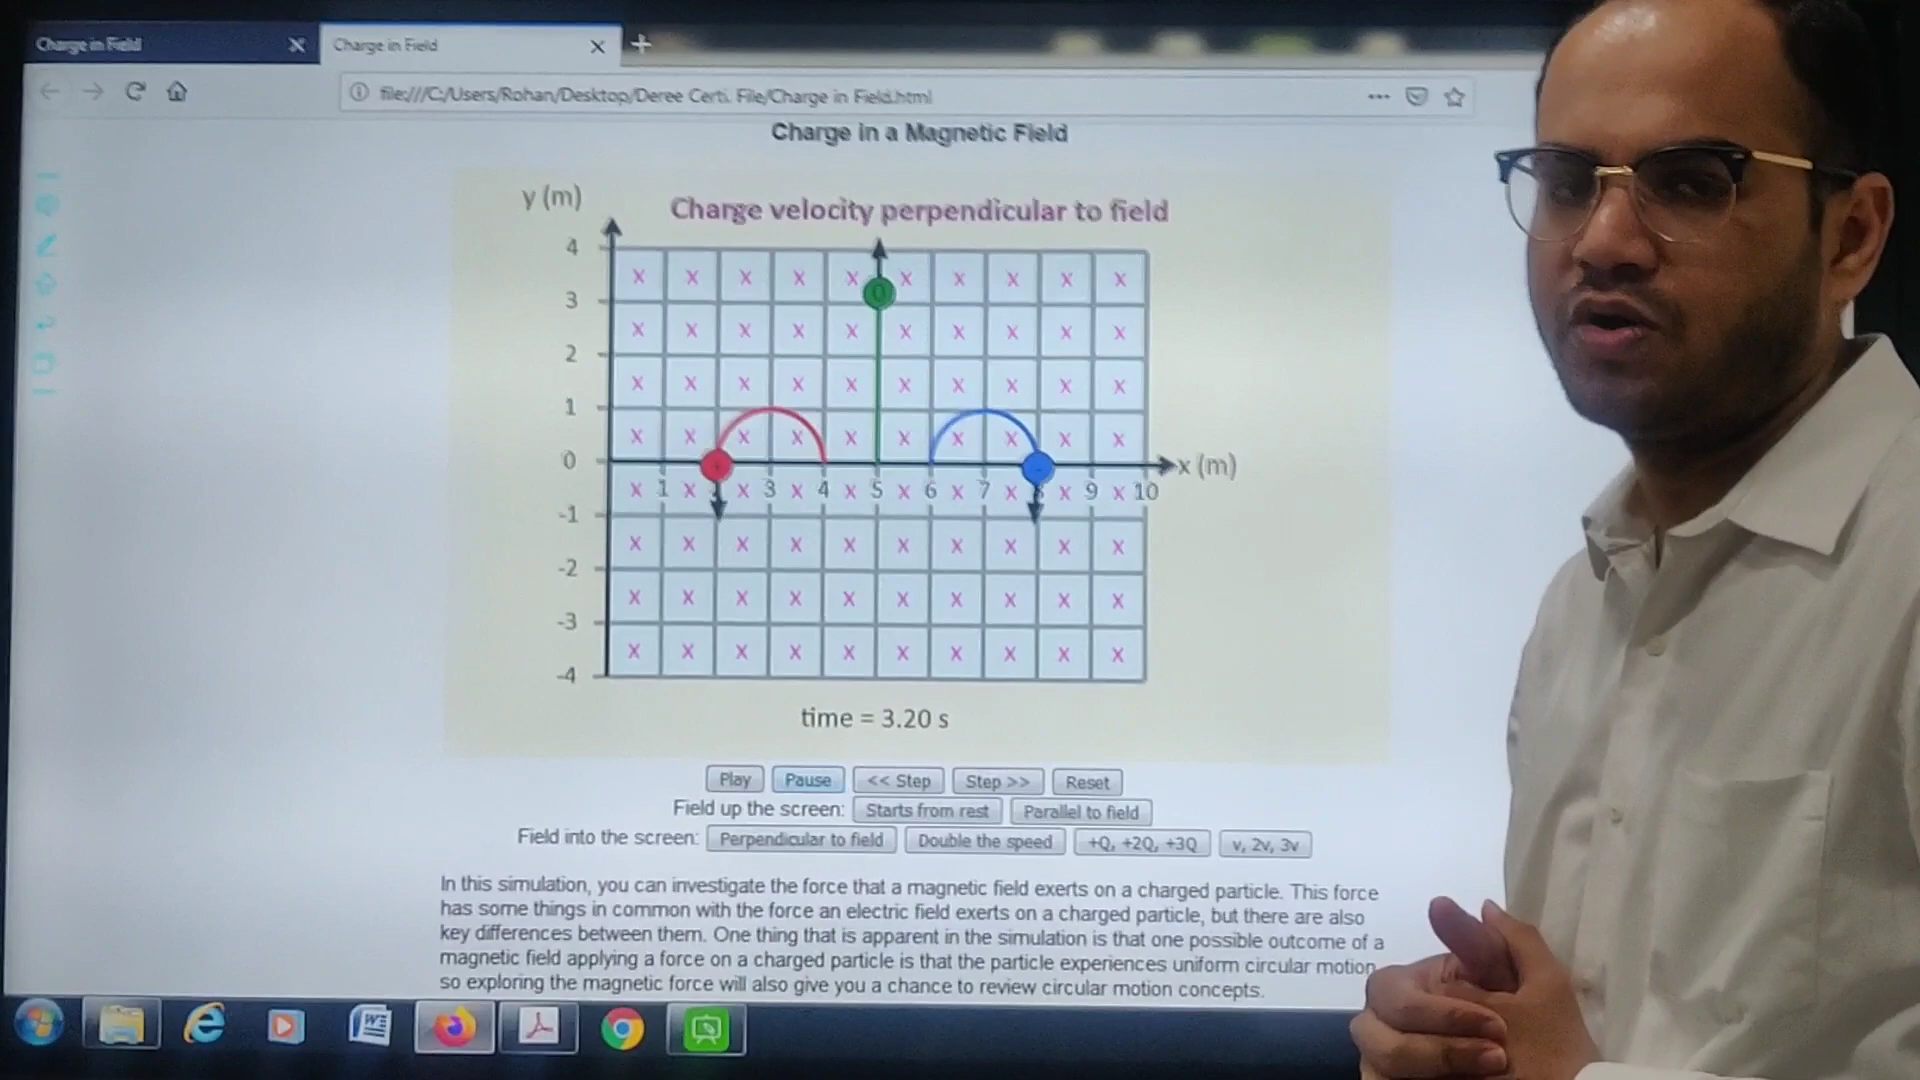 Charge in Field
Charge in Field
file:///C:/Users/Rohan/Desktop/Deree Certi. File/Charge in Field.html
Charge in a Magnetic Field
y (m)
Charge velocity perpendicular to field
4
3
2
1
0
-1
-2
-3
-4
X X X X X X X X X X
X X X X X X X X X X
X X X X X X X X X X
X X X X X X X X X X
x (m)
X 1 X X 3 X 4 X 5 X 6 X 7 X 8 X 9 X 10
X X X X X X X X X X
X X X X X X X X X X
X X X X X X X X X X
time = 3.20 s
Play Pause << Step Step >> Reset
Field up the screen: Starts from rest Parallel to field
Field into the screen: Perpendicular to field Double the speed +Q, +2Q, +3Q v, 2v, 3v
In this simulation, you can investigate the force that a magnetic field exerts on a charged particle. This force
has some things in common with the force an electric field exerts on a charged particle, but there are also
key differences between them. One thing that is apparent in the simulation is that one possible outcome of a
magnetic field applying a force on a charged particle is that the particle experiences uniform circular motion,
so exploring the magnetic force will also give you a chance to review circular motion concepts.